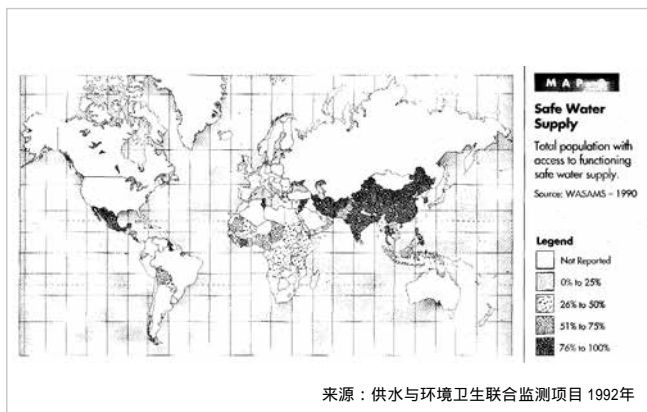 MAP
Safe Water
Supply
Total population with
access to functioning
safe water supply.
Source: WASAMS – 1990
Legend
Not Reported
0% to 25%
26% to 50%
51% to 75%
76% to 100%
来源：供水与环境卫生联合监测项目 1992年